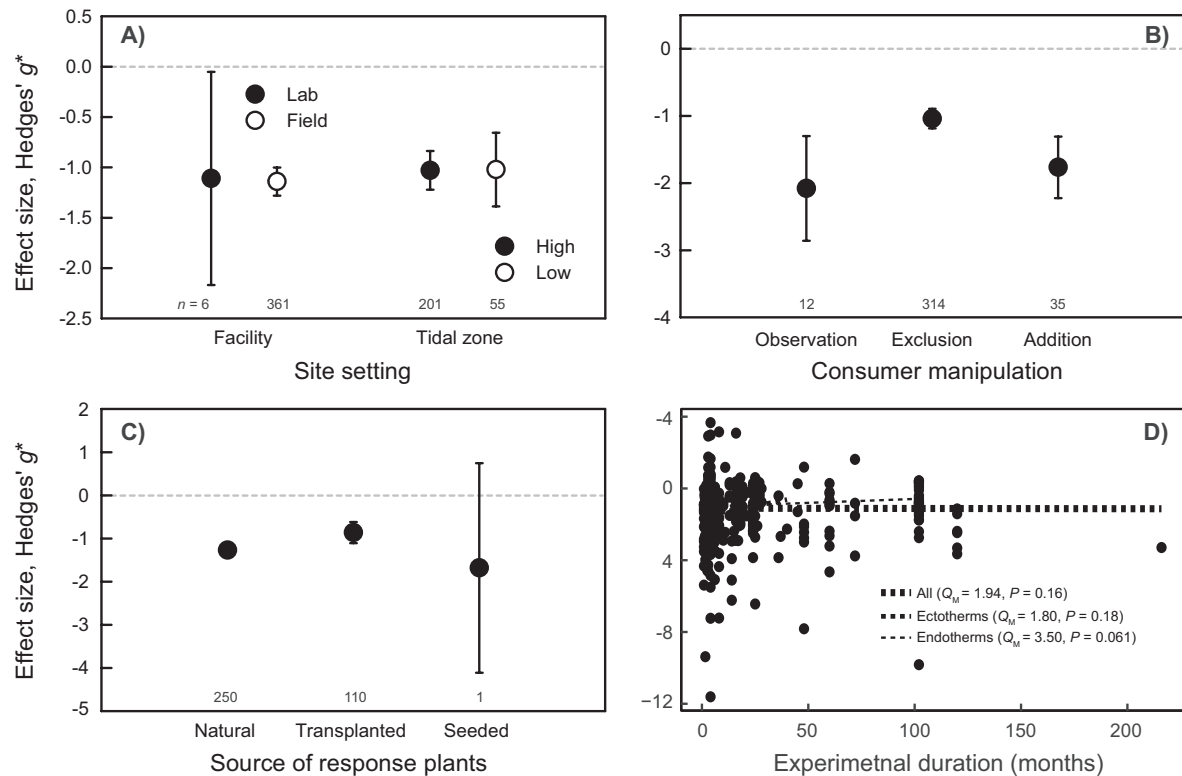 A)
0.5
0.0
-0.5
-1.0
-1.5
-2.0
-2.5
Effect size, Hedges' g*
Lab
Field
High
Low
n = 6
361
201
55
Facility
Tidal zone
Site setting
B)
0
-1
-2
-3
-4
12
314
35
Observation
Exclusion
Addition
Consumer manipulation
C)
2
1
0
-1
-2
-3
-4
-5
Effect size, Hedges' g*
250
110
1
Natural
Transplanted
Seeded
Source of response plants
D)
-4
0
4
-8
−12
All (QM = 1.94, P = 0.16)
Ectotherms (QM = 1.80, P = 0.18)
Endotherms (QM = 3.50, P = 0.061)
0
50
100
150
200
Experimetnal duration (months)